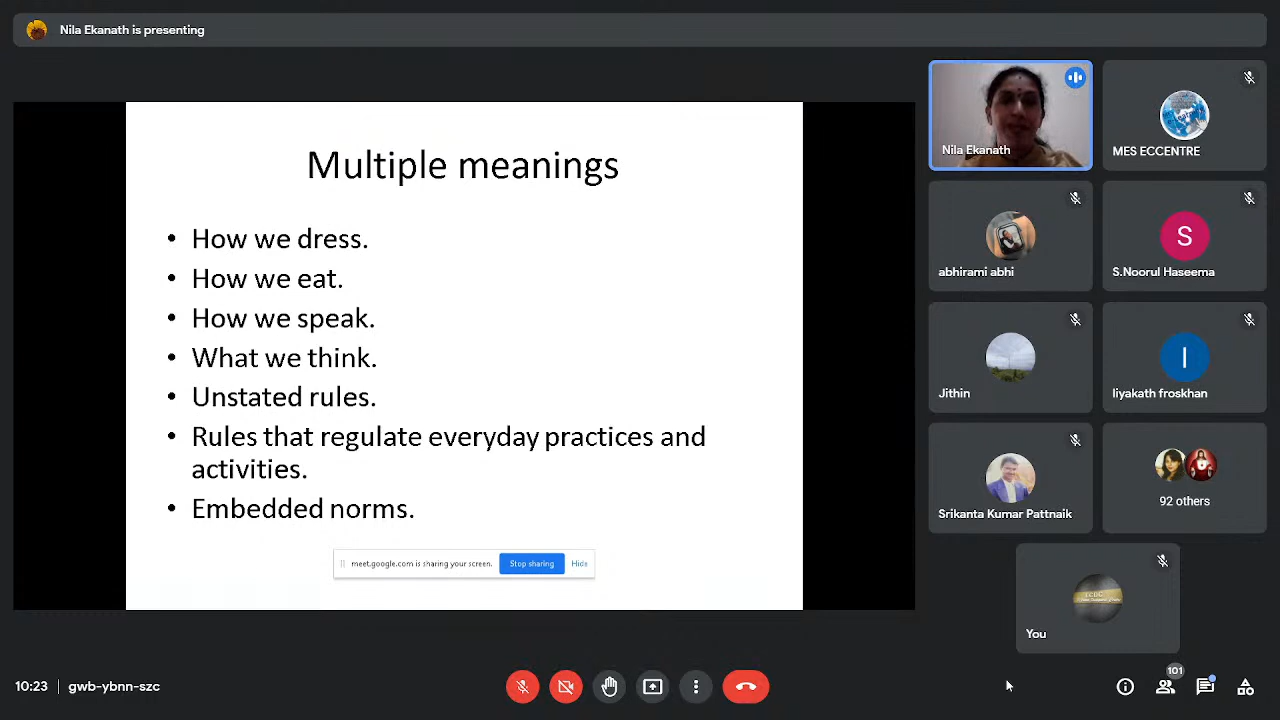 Nila Ekanath is presenting
Multiple meanings
• How we dress.
• How we eat.
• How we speak.
• What we think.
• Unstated rules.
• Rules that regulate everyday practices and
activities.
• Embedded norms.
meet.google.com is sharing your screen. Stop sharing Hide
Nila Ekanath
MES ECCENTRE
abhirami abhi
S
S.Noorul Haseema
Jithin
I
liyakath froskhan
Srikanta Kumar Pattnaik
92 others
You
10:23 | gwb-ybnn-szc
101